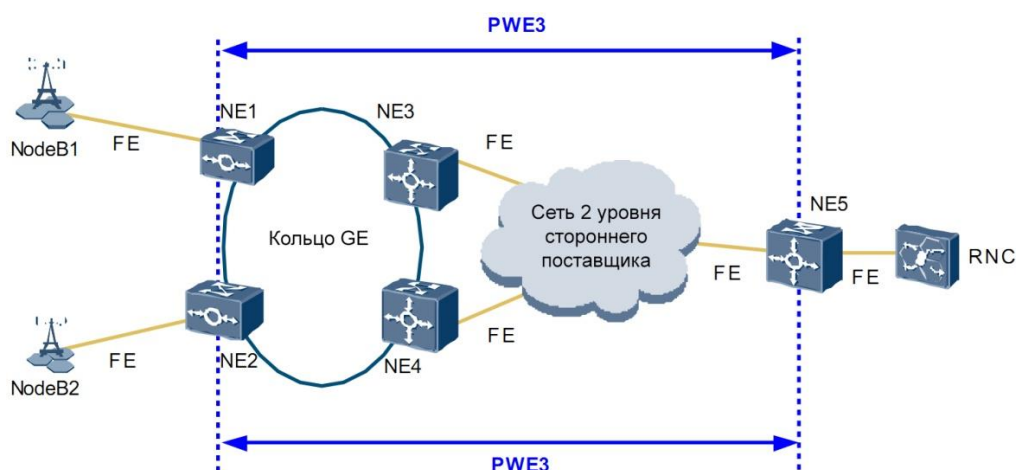 PWE3
NE1
NE3
FE
NodeB1
FE
Сеть 2 уровня
стороннего
поставщика
NE5
Кольцо GE
RNC
FE
FE
FE
NodeB2
FE
NE2
NE4
PWE3